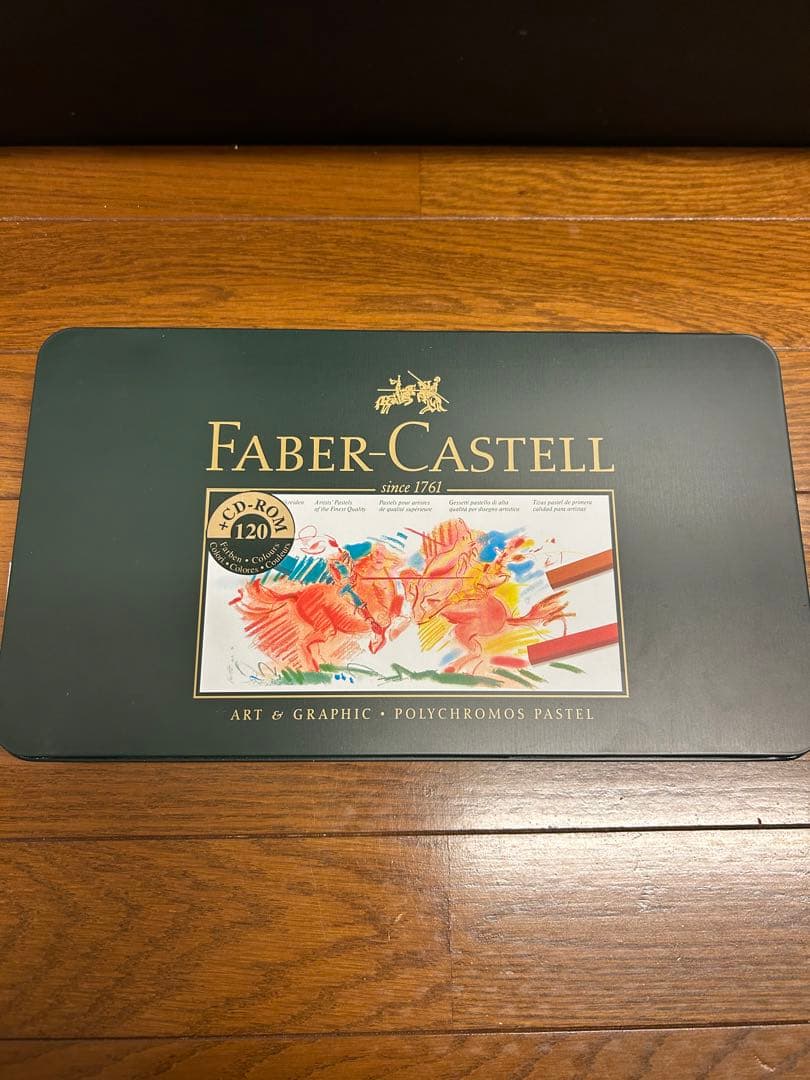 FABER-CASTELL
since 1761
Artists' Pastels
of the Finest Quality
Pastels pour artistes
de qualité supérieure
Gessetti pastello di alta
qualità per disegno artistico
Tizas pastel de primera
calidad para artistas
+CD-ROM
120
Farben • Colours
Colori • Colores • Couleurs
ART & GRAPHIC • POLYCHROMOS PASTEL